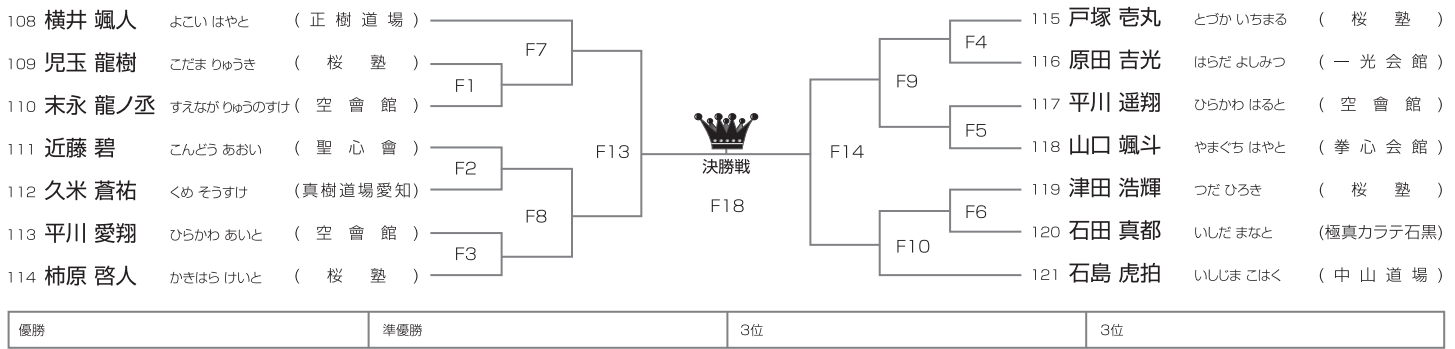 108 横井 颯人 よこい はやと (正樹道場)
109 児玉 龍樹 こだま りゅうき (桜塾)
110 末永 龍ノ丞 すえなが りゅうのすけ (空會館)
111 近藤 碧 こんどう あおい (聖心會)
112 久米 蒼祐 くめ そうすけ (真樹道場愛知)
113 平川 愛翔 ひらかわ あいと (空會館)
114 柿原 啓人 かきはら けいと (桜塾)
F7
F1
F2
F8
F3
F13
決勝戦
F18
F14
F4
F9
F5
F6
F10
115 戸塚 壱丸 とづか いちまる (桜塾)
116 原田 吉光 はらだ よしみつ (一光会館)
117 平川 遥翔 ひらかわ はると (空會館)
118 山口 颯斗 やまぐち はやと (拳心会館)
119 津田 浩輝 つだ ひろき (桜塾)
120 石田 真都 いしだ まなと (極真カラテ石黒)
121 石島 虎拍 いしじま こはく (中山道場)
優勝
準優勝
3位
3位